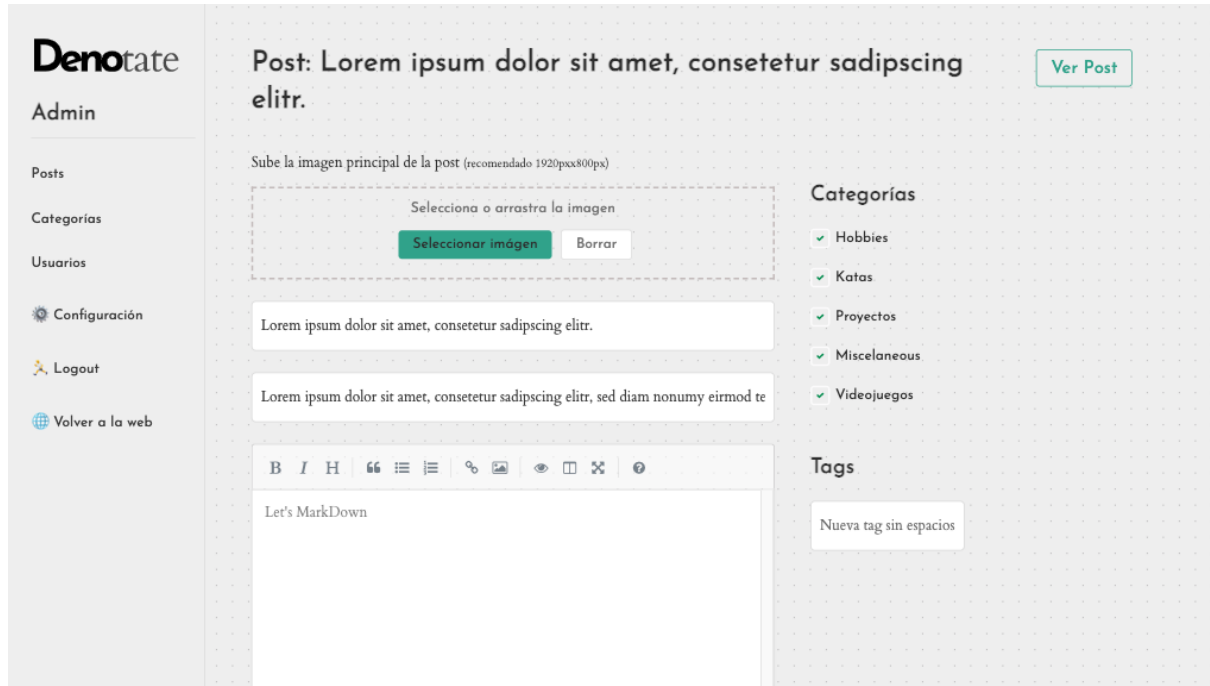 Denotate
Admin
Posts
Categorías
Usuarios
Configuración
Logout
Volver a la web
Post: Lorem ipsum dolor sit amet, consetetur sadipscing
elitr.
Ver Post
Sube la imagen principal de la post (recomendado 1920pxx800px)
Selecciona o arrastra la imagen
Seleccionar imágen
Borrar
Lorem ipsum dolor sit amet, consetetur sadipscing elitr.
Lorem ipsum dolor sit amet, consetetur sadipscing elitr, sed diam nonumy eirmod te
B I H
Let's MarkDown
Categorías
Hobbies
Katas
Proyectos
Miscelaneous
Videojuegos
Tags
Nueva tag sin espacios